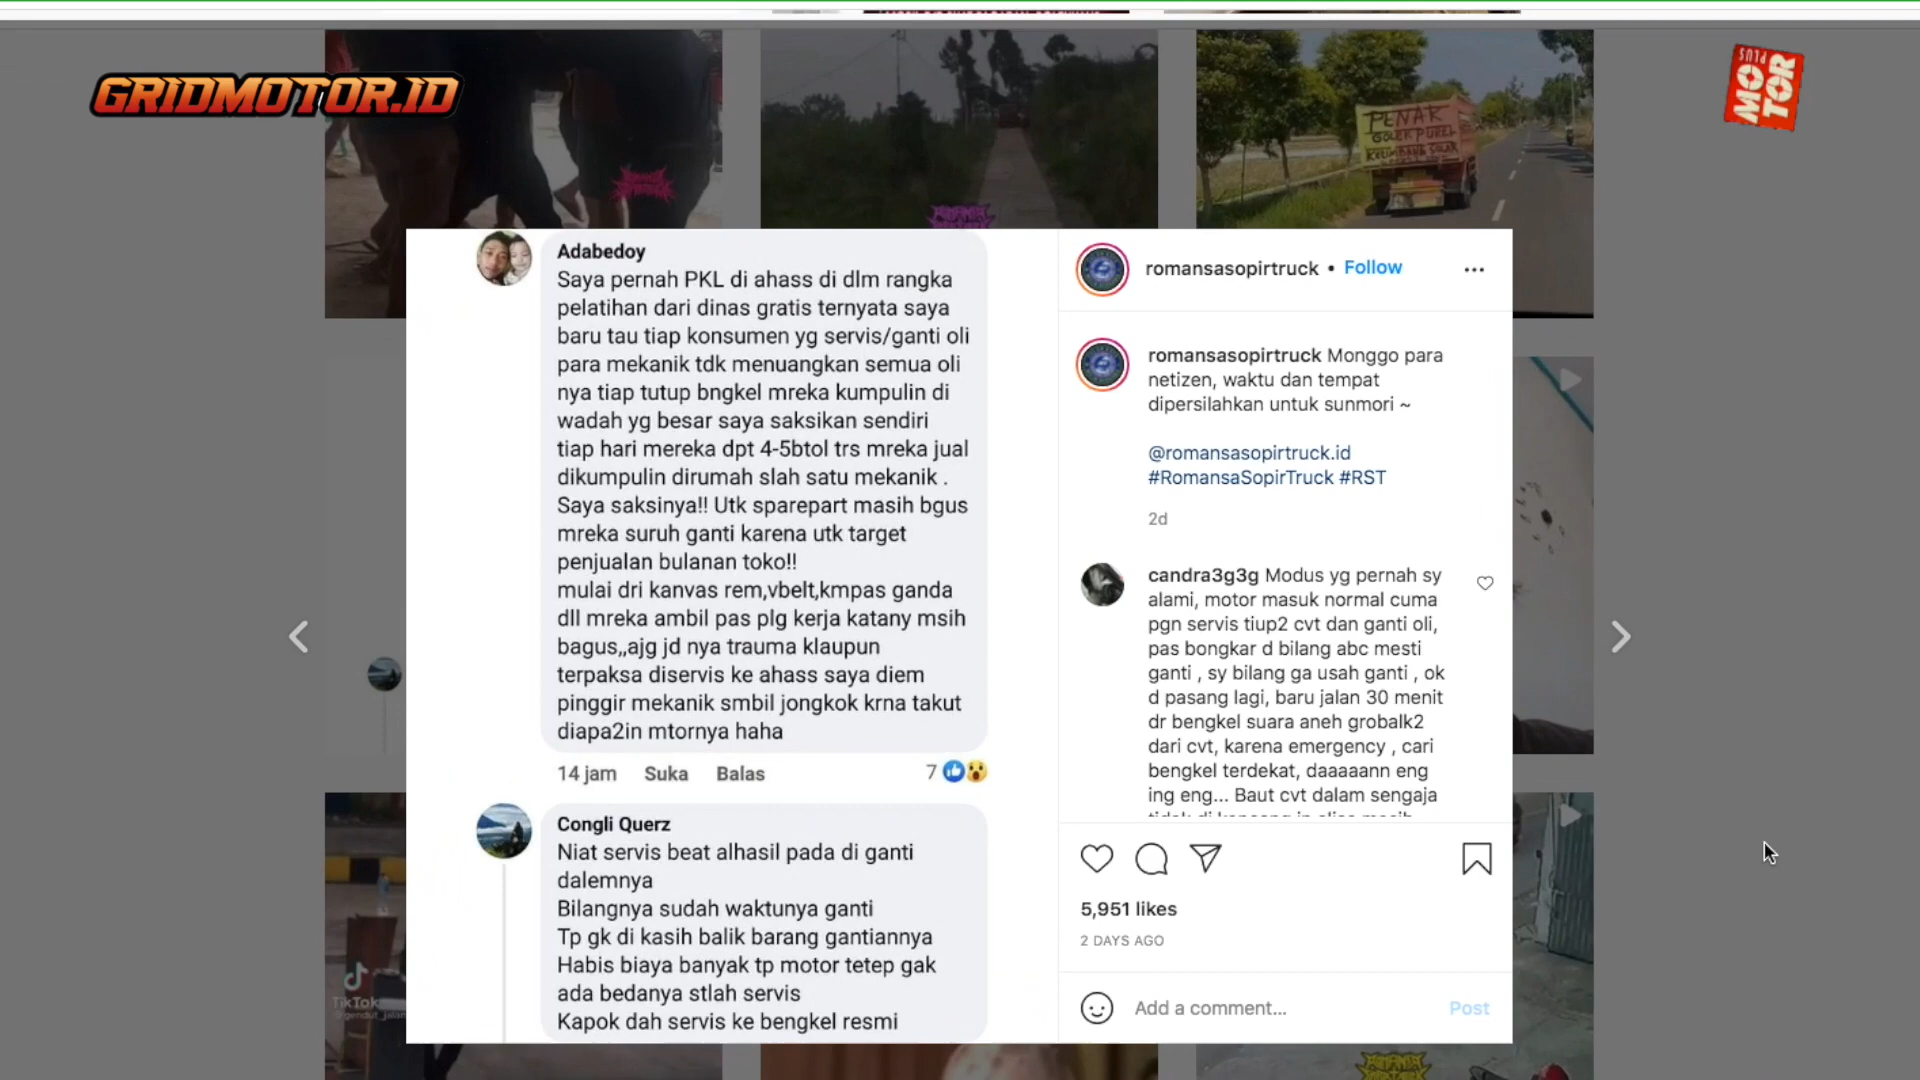 GRIDMOTOR.ID
MOTOR
PLUS
PENAK
GOLEK PUREL
KELIMBANG SOLAR
Adabedoy
Saya pernah PKL di ahass di dlm rangka
pelatihan dari dinas gratis ternyata saya
baru tau tiap konsumen yg servis/ganti oli
para mekanik tdk menuangkan semua oli
nya tiap tutup bngkel mreka kumpulin di
wadah yg besar saya saksikan sendiri
tiap hari mereka dpt 4-5btol trs mreka jual
dikumpulin dirumah slah satu mekanik .
Saya saksinya!! Utk sparepart masih bgus
mreka suruh ganti karena utk target
penjualan bulanan toko!!
mulai dri kanvas rem,vbelt,kmpas ganda
dll mreka ambil pas plg kerja katany msih
bagus,,ajg jd nya trauma klaupun
terpaksa diservis ke ahass saya diem
pinggir mekanik smbil jongkok krna takut
diapa2in mtornya haha
14 jam Suka Balas 7
Congli Querz
Niat servis beat alhasil pada di ganti
dalemnya
Bilangnya sudah waktunya ganti
Tp gk di kasih balik barang gantiannya
Habis biaya banyak tp motor tetep gak
ada bedanya stlah servis
Kapok dah servis ke bengkel resmi
romansasopirtruck • Follow
romansasopirtruck Monggo para
netizen, waktu dan tempat
dipersilahkan untuk sunmori ~
@romansasopirtruck.id
#RomansaSopirTruck #RST
2d
candra3g3g Modus yg pernah sy
alami, motor masuk normal cuma
pgn servis tiup2 cvt dan ganti oli,
pas bongkar d bilang abc mesti
ganti , sy bilang ga usah ganti , ok
d pasang lagi, baru jalan 30 menit
dr bengkel suara aneh grobalk2
dari cvt, karena emergency , cari
bengkel terdekat, daaaaann eng
ing eng... Baut cvt dalam sengaja
5,951 likes
2 DAYS AGO
Add a comment... Post
TikTok